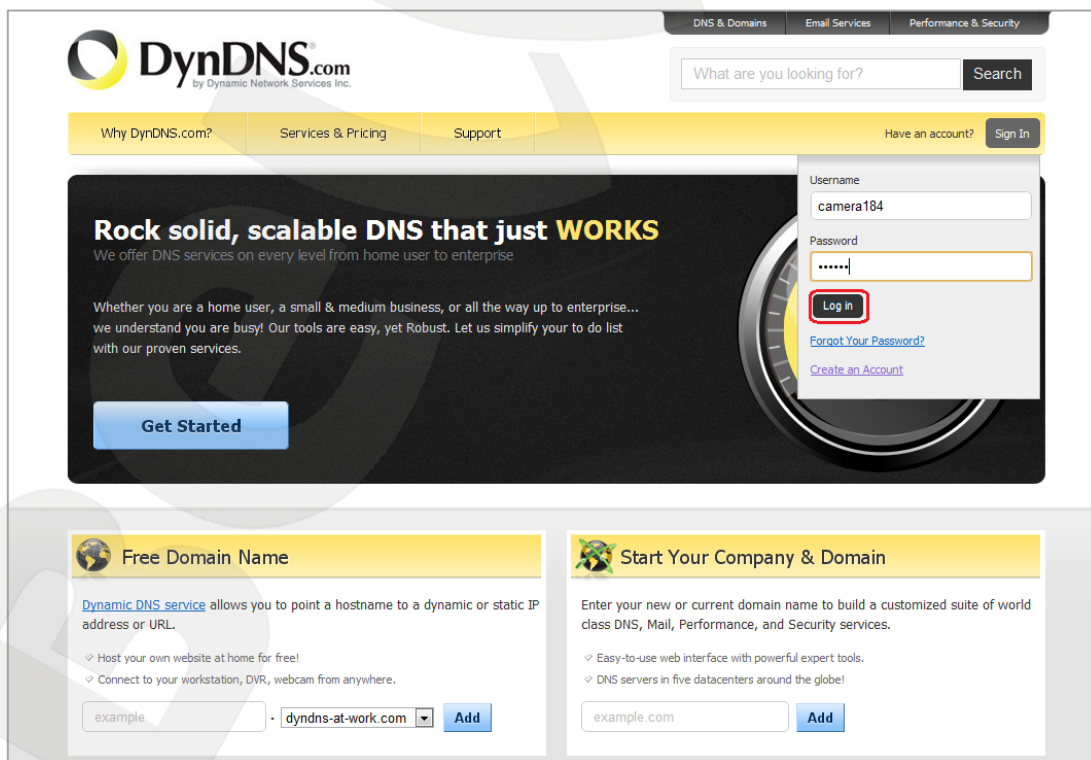 DNS & Domains Email Services Performance & Security
DynDNS.com
by Dynamic Network Services Inc.
What are you looking for? Search
Why DynDNS.com? Services & Pricing Support Have an account? Sign In
Username
camera184
Password
••••••
Log in
Forgot Your Password?
Create an Account
Rock solid, scalable DNS that just WORKS
We offer DNS services on every level from home user to enterprise
Whether you are a home user, a small & medium business, or all the way up to enterprise...
we understand you are busy! Our tools are easy, yet Robust. Let us simplify your to do list
with our proven services.
Get Started
Free Domain Name
Dynamic DNS service allows you to point a hostname to a dynamic or static IP
address or URL.
Host your own website at home for free!
Connect to your workstation, DVR, webcam from anywhere.
example . dyndns-at-work.com Add
Start Your Company & Domain
Enter your new or current domain name to build a customized suite of world
class DNS, Mail, Performance, and Security services.
Easy-to-use web interface with powerful expert tools.
DNS servers in five datacenters around the globe!
example.com Add